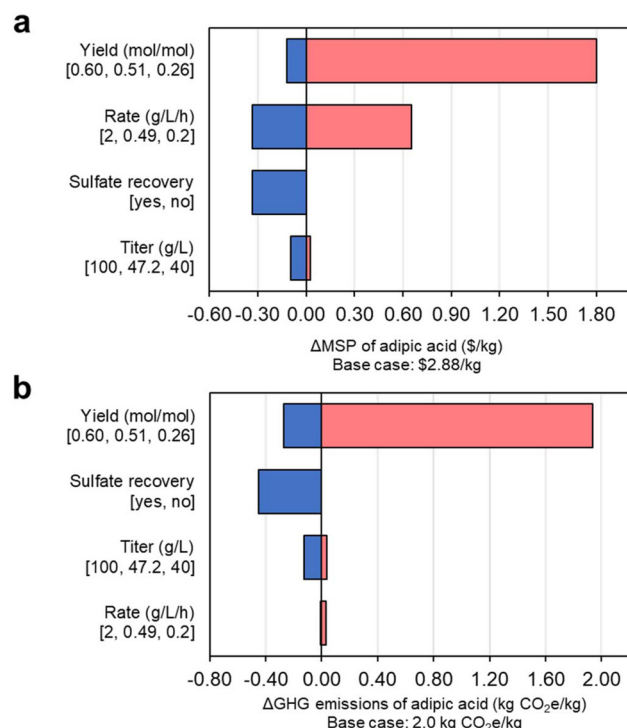 a
Yield (mol/mol)
[0.60, 0.51, 0.26]
Rate (g/L/h)
[2, 0.49, 0.2]
Sulfate recovery
[yes, no]
Titer (g/L)
[100, 47.2, 40]
-0.60 -0.30 0.00 0.30 0.60 0.90 1.20 1.50 1.80
ΔMSP of adipic acid ($/kg)
Base case: $2.88/kg
b
Yield (mol/mol)
[0.60, 0.51, 0.26]
Sulfate recovery
[yes, no]
Titer (g/L)
[100, 47.2, 40]
Rate (g/L/h)
[2, 0.49, 0.2]
-0.80 -0.40 0.00 0.40 0.80 1.20 1.60 2.00
ΔGHG emissions of adipic acid (kg CO₂e/kg)
Base case: 2.0 kg CO₂e/kg